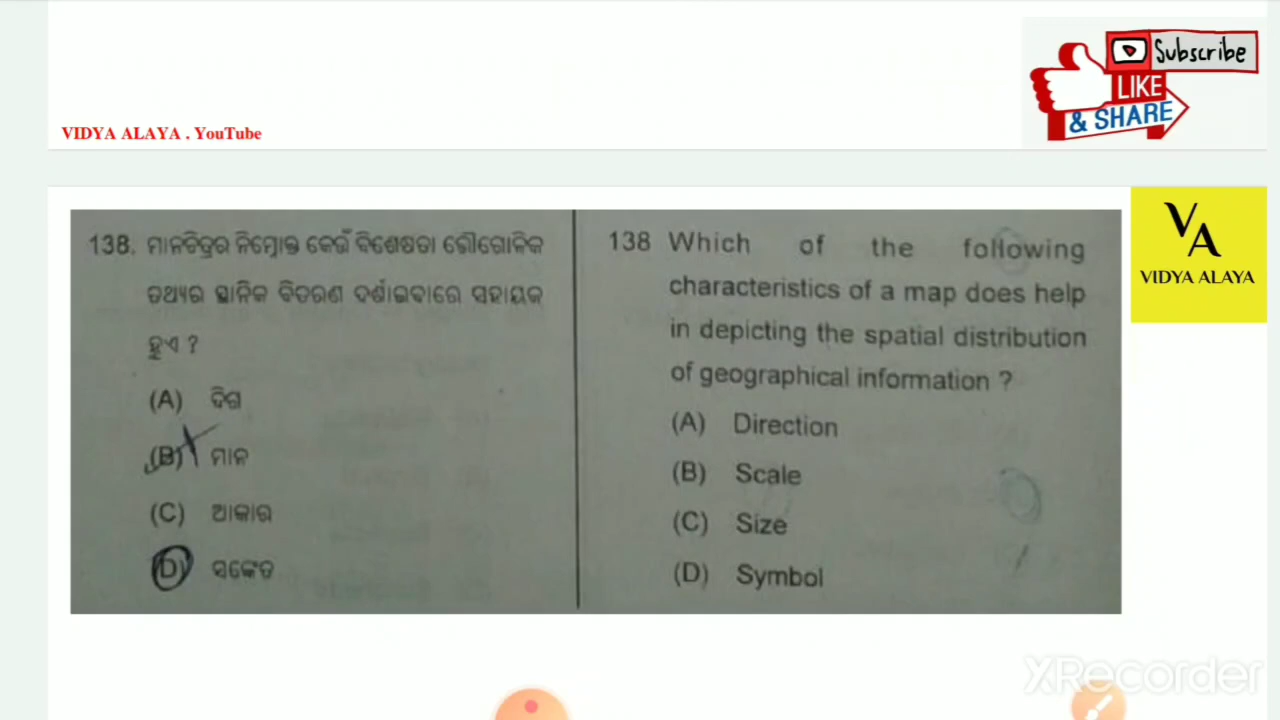 Subscribe
LIKE
& SHARE
VIDYA ALAYA . YouTube
VA
VIDYA ALAYA
138. ମାନଚିତ୍ରର ନିମ୍ନୋକ୍ତ କେଉଁ ବିଶେଷତା ଭୌଗୋଳିକ
ତଥ୍ୟର ସ୍ଥାନିକ ବିତରଣ ଦର୍ଶାଇବାରେ ସହାୟକ
ହୁଏ ?
(A) ଦିଗ
(B) ମାନ
(C) ଆକାର
(D) ସଙ୍କେତ
138 Which of the following
characteristics of a map does help
in depicting the spatial distribution
of geographical information ?
(A) Direction
(B) Scale
(C) Size
(D) Symbol
XRecorder